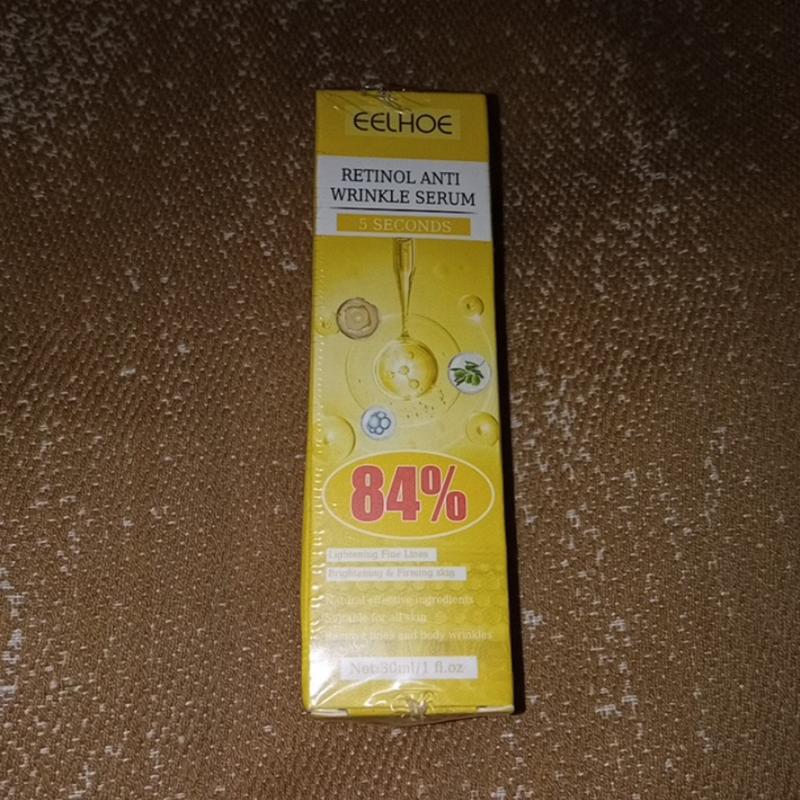 EELHOE
RETINOL ANTI
WRINKLE SERUM
5 SECONDS
84%
Lightening Fine Lines
Brightening & Firming skin
Natural effective ingredients
Suitable for all skin
Remove lines and body wrinkles
Net:30ml/1 fl.oz